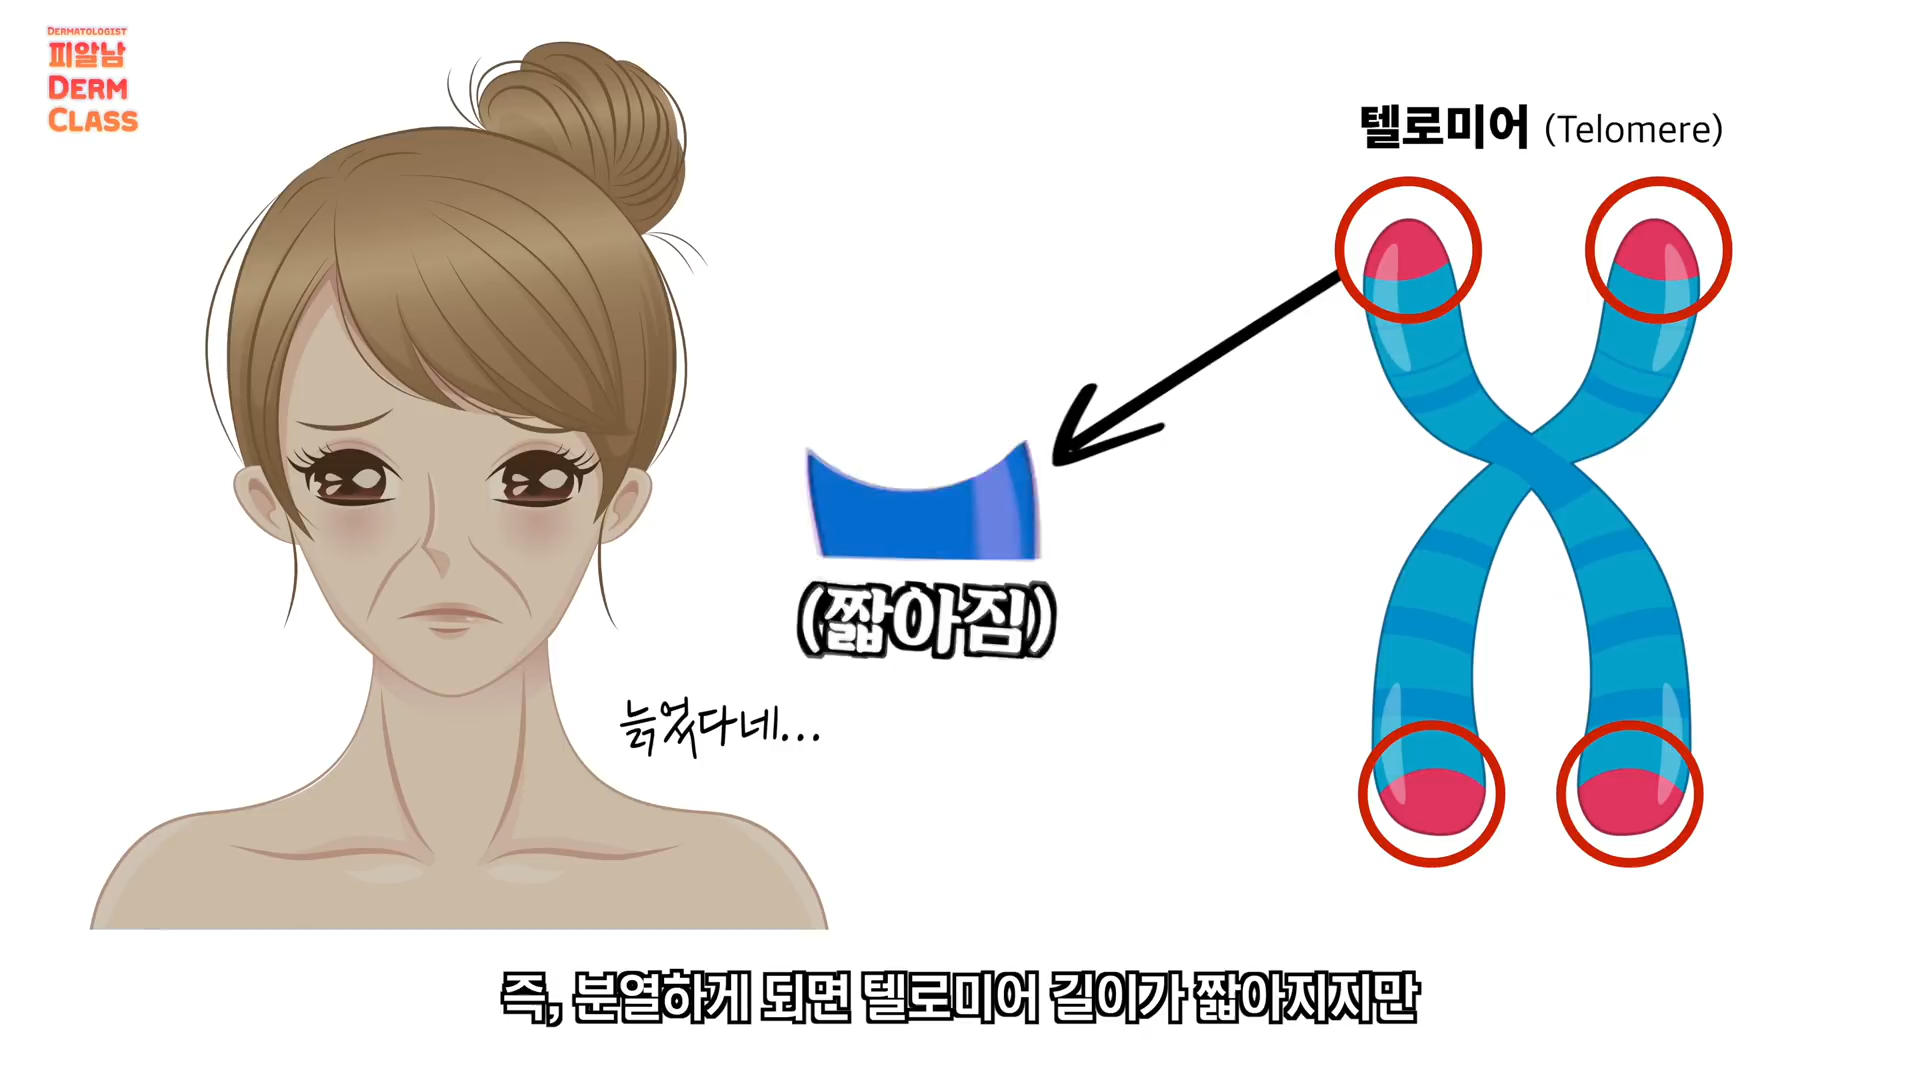 DERMATOLOGIST
피알남
DERM
CLASS
텔로미어 (Telomere)
(짧아짐)
늙었다네...
즉, 분열하게 되면 텔로미어 길이가 짧아지지만